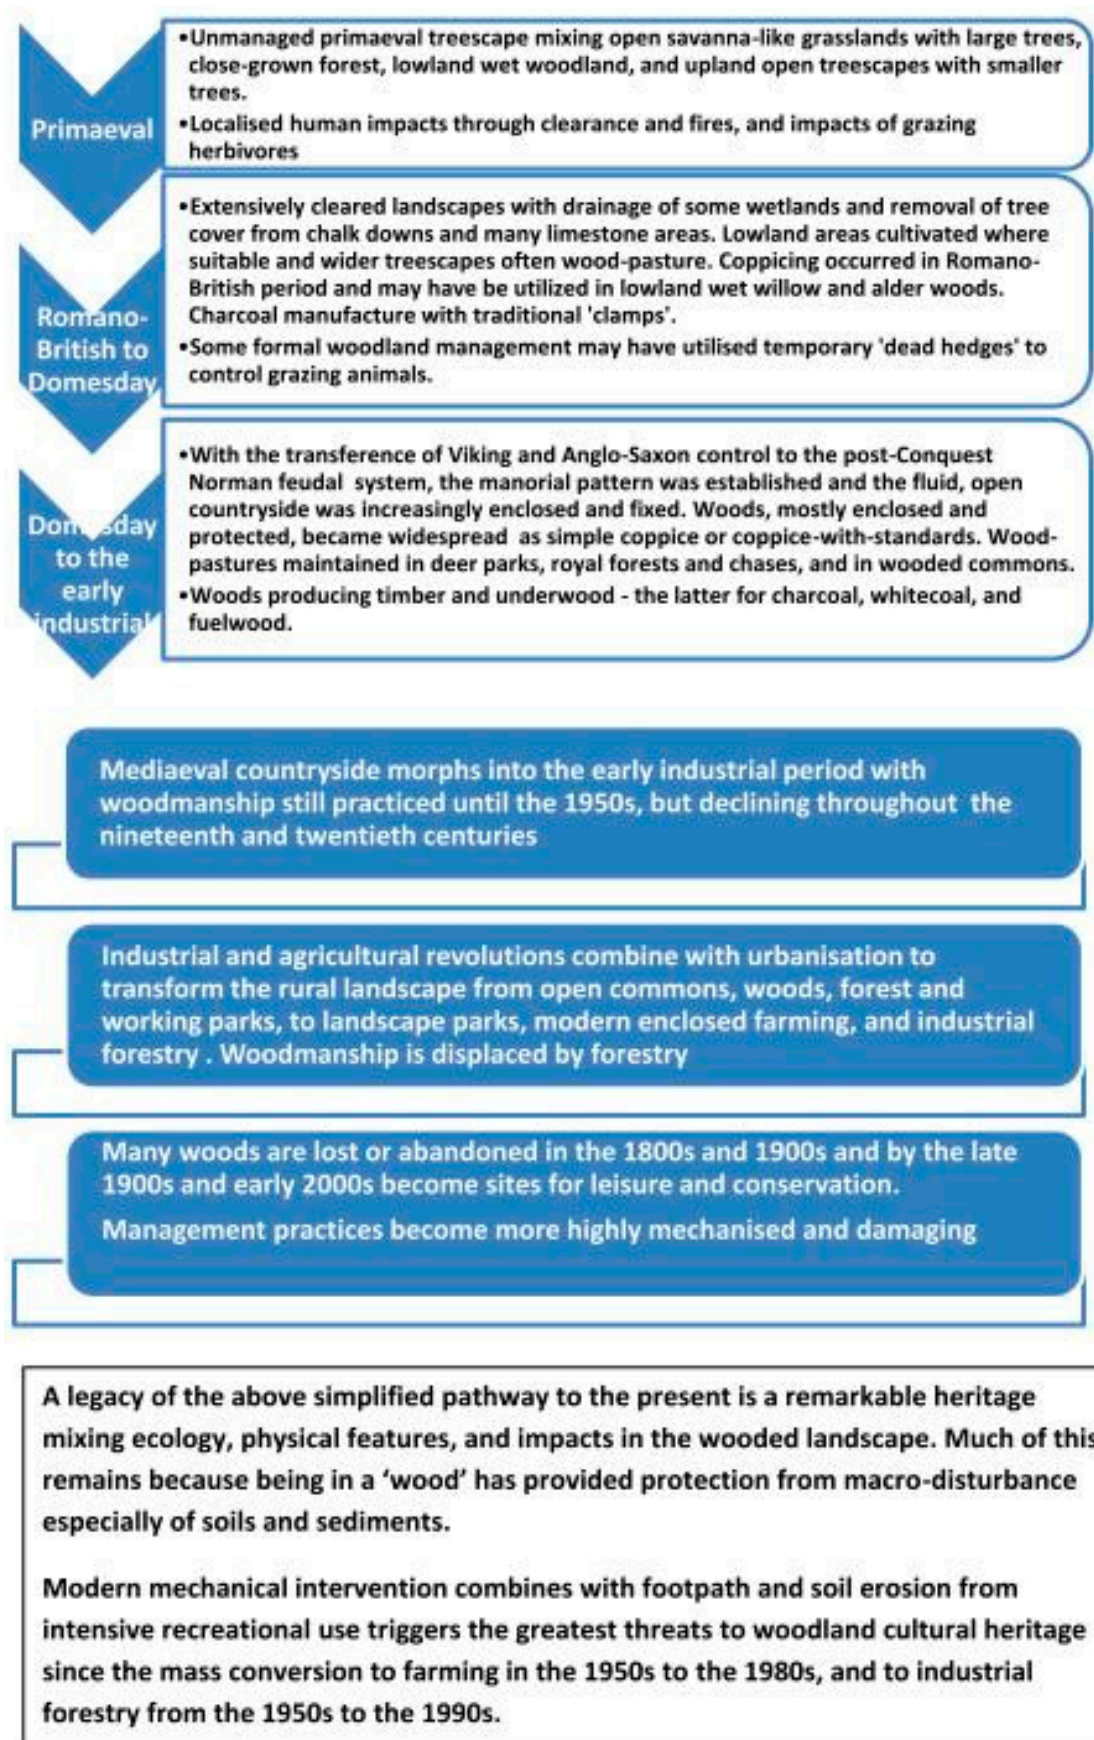 Primaeval
•Unmanaged primaeval treescape mixing open savanna-like grasslands with large trees,
close-grown forest, lowland wet woodland, and upland open treescapes with smaller
trees.
•Localised human impacts through clearance and fires, and impacts of grazing
herbivores
Romano-
British to
Domesday
•Extensively cleared landscapes with drainage of some wetlands and removal of tree
cover from chalk downs and many limestone areas. Lowland areas cultivated where
suitable and wider treescapes often wood-pasture. Coppicing occurred in Romano-
British period and may have be utilized in lowland wet willow and alder woods.
Charcoal manufacture with traditional 'clamps'.
•Some formal woodland management may have utilised temporary 'dead hedges' to
control grazing animals.
Domesday
to the
early
industrial
•With the transference of Viking and Anglo-Saxon control to the post-Conquest
Norman feudal system, the manorial pattern was established and the fluid, open
countryside was increasingly enclosed and fixed. Woods, mostly enclosed and
protected, became widespread as simple coppice or coppice-with-standards. Wood-
pastures maintained in deer parks, royal forests and chases, and in wooded commons.
•Woods producing timber and underwood - the latter for charcoal, whitecoal, and
fuelwood.
Mediaeval countryside morphs into the early industrial period with
woodmanship still practiced until the 1950s, but declining throughout the
nineteenth and twentieth centuries
Industrial and agricultural revolutions combine with urbanisation to
transform the rural landscape from open commons, woods, forest and
working parks, to landscape parks, modern enclosed farming, and industrial
forestry . Woodmanship is displaced by forestry
Many woods are lost or abandoned in the 1800s and 1900s and by the late
1900s and early 2000s become sites for leisure and conservation.
Management practices become more highly mechanised and damaging
A legacy of the above simplified pathway to the present is a remarkable heritage
mixing ecology, physical features, and impacts in the wooded landscape. Much of this
remains because being in a ‘wood’ has provided protection from macro-disturbance
especially of soils and sediments.
Modern mechanical intervention combines with footpath and soil erosion from
intensive recreational use triggers the greatest threats to woodland cultural heritage
since the mass conversion to farming in the 1950s to the 1980s, and to industrial
forestry from the 1950s to the 1990s.